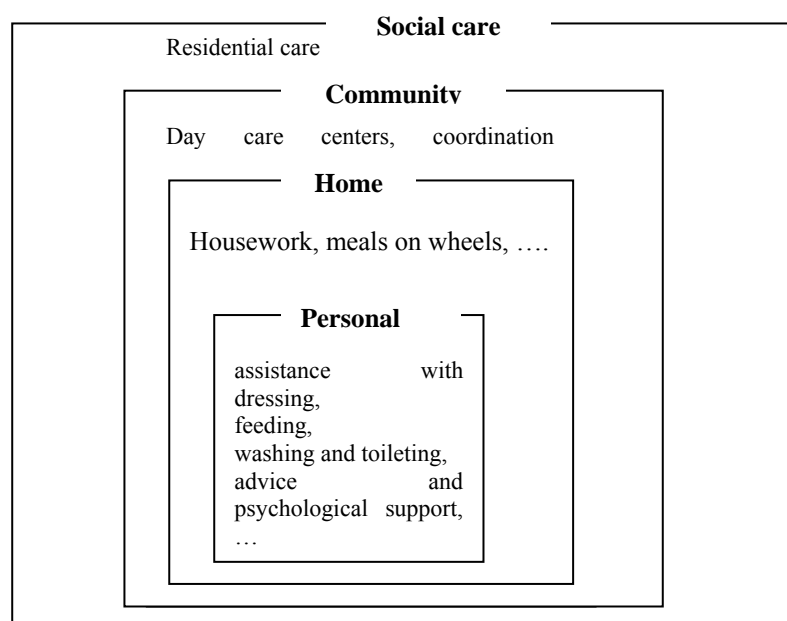 Social care
Residential care
Community
Day care centers, coordination
Home
Housework, meals on wheels, ….
Personal
assistance with
dressing,
feeding,
washing and toileting,
advice and
psychological support,
…